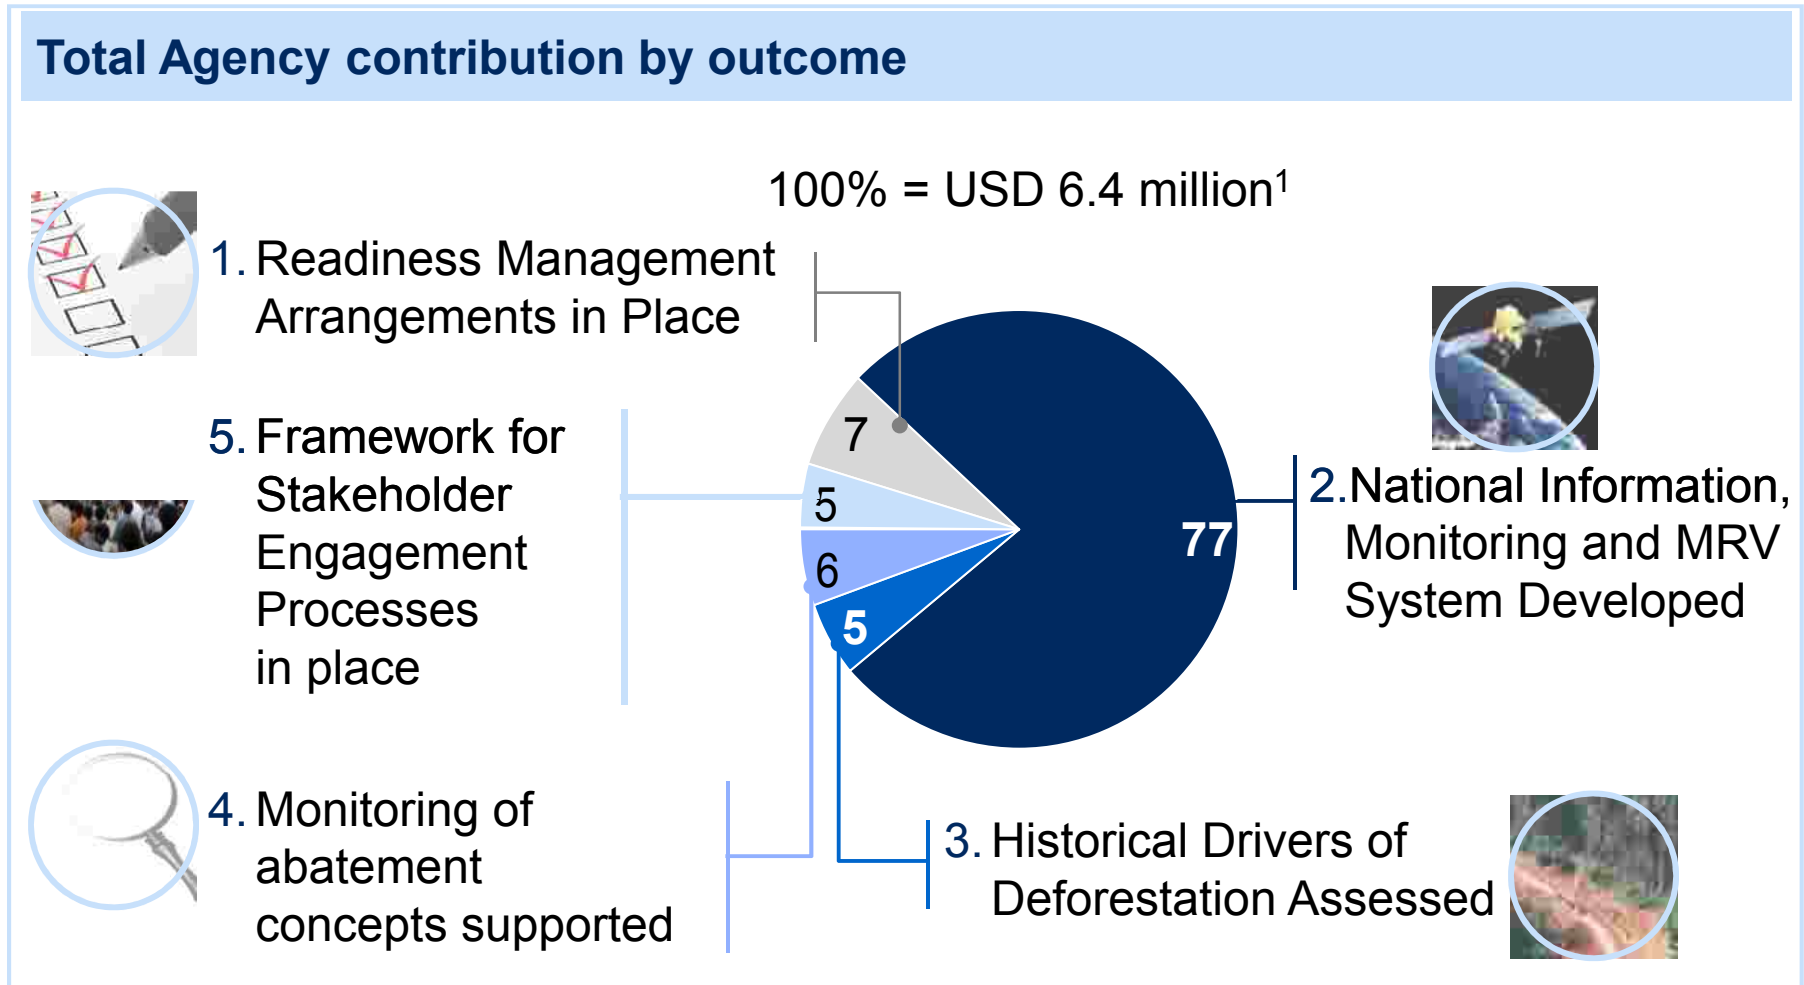 Total Agency contribution by outcome
100% = USD 6.4 million1
1. Readiness Management
Arrangements in Place
5. Framework for
Stakeholder
Engagement
Processes
in place
4. Monitoring of
abatement
concepts supported
7
5
6
5
77
2.National Information,
Monitoring and MRV
System Developed
3. Historical Drivers of
Deforestation Assessed